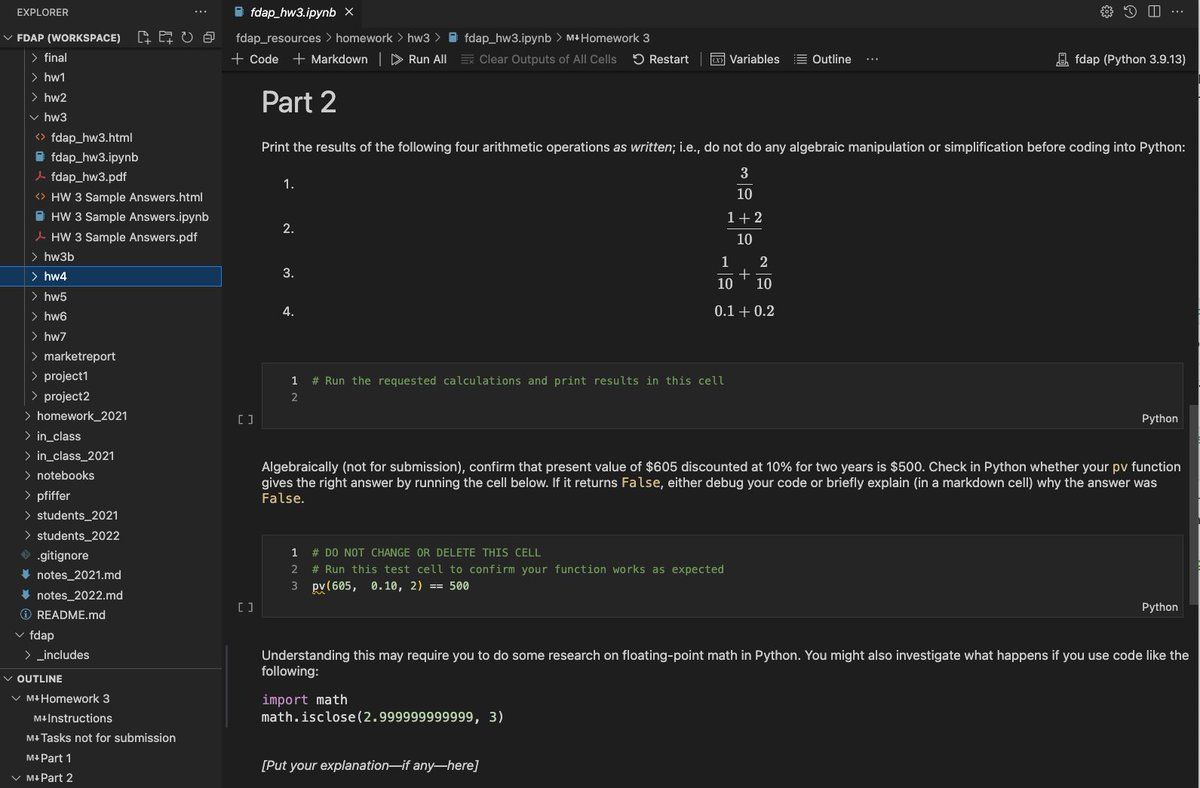 EXPLORER
fdap_hw3.ipynb
FDAP (WORKSPACE)
final
hw1
hw2
hw3
fdap_hw3.html
fdap_hw3.ipynb
fdap_hw3.pdf
HW 3 Sample Answers.html
HW 3 Sample Answers.ipynb
HW 3 Sample Answers.pdf
hw3b
hw4
hw5
hw6
hw7
marketreport
project1
project2
homework_2021
in_class
in_class_2021
notebooks
pfiffer
students_2021
students_2022
.gitignore
notes_2021.md
notes_2022.md
README.md
fdap
_includes
OUTLINE
M↓Homework 3
M↓Instructions
M↓Tasks not for submission
M↓Part 1
M↓Part 2
fdap_resources > homework > hw3 > fdap_hw3.ipynb > M↓Homework 3
+ Code + Markdown | Run All Clear Outputs of All Cells Restart | Variables Outline ··· fdap (Python 3.9.13)
Part 2
Print the results of the following four arithmetic operations as written; i.e., do not do any algebraic manipulation or simplification before coding into Python:
1.
3
10
2.
1 + 2
10
3.
1 2
+
10 10
4. 0.1 + 0.2
1 # Run the requested calculations and print results in this cell
2
[ ]
Python
Algebraically (not for submission), confirm that present value of $605 discounted at 10% for two years is $500. Check in Python whether your pv function
gives the right answer by running the cell below. If it returns False, either debug your code or briefly explain (in a markdown cell) why the answer was
False.
1 # DO NOT CHANGE OR DELETE THIS CELL
2 # Run this test cell to confirm your function works as expected
3 pv(605, 0.10, 2) == 500
[ ]
Python
Understanding this may require you to do some research on floating-point math in Python. You might also investigate what happens if you use code like the
following:
import math
math.isclose(2.999999999999, 3)
[Put your explanation—if any—here]